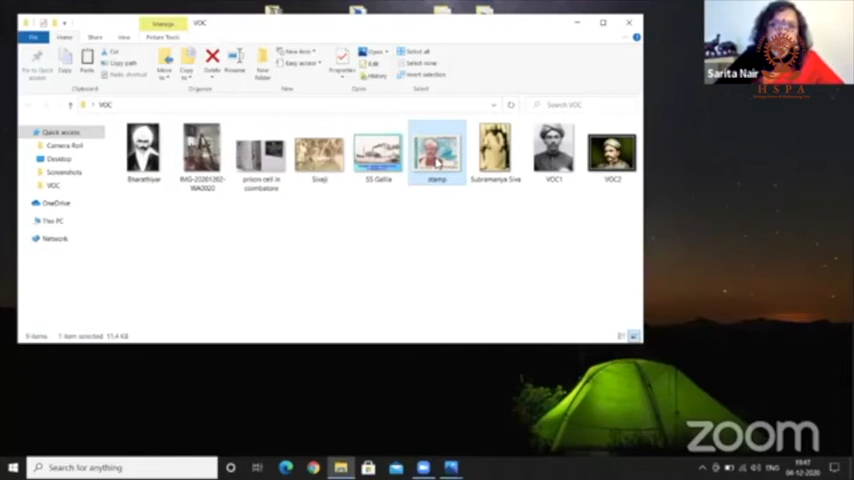 Manage
VOC
File
Home
Share
View
Picture Tools
Pin to Quick access
Copy
Paste
Cut
Copy path
Paste shortcut
Move to
Copy to
Delete
Rename
New folder
New item
Easy access
Properties
Open
Edit
History
Select all
Select none
Invert selection
Clipboard
Organize
New
Open
Select
VOC
Search VOC
Quick access
Camera Roll
Desktop
Screenshots
VOC
OneDrive
This PC
Network
Bharathiyar
IMG-20201202-WA0022
prison cell in coimbatore
Sivaji
SS Gallia
stamp
Subramanya Siva
VOC1
VOC2
9 items
1 item selected 11.4 KB
Sarita Nair
HSPA
zoom
Search for anything
ENG
19:47
04-12-2020